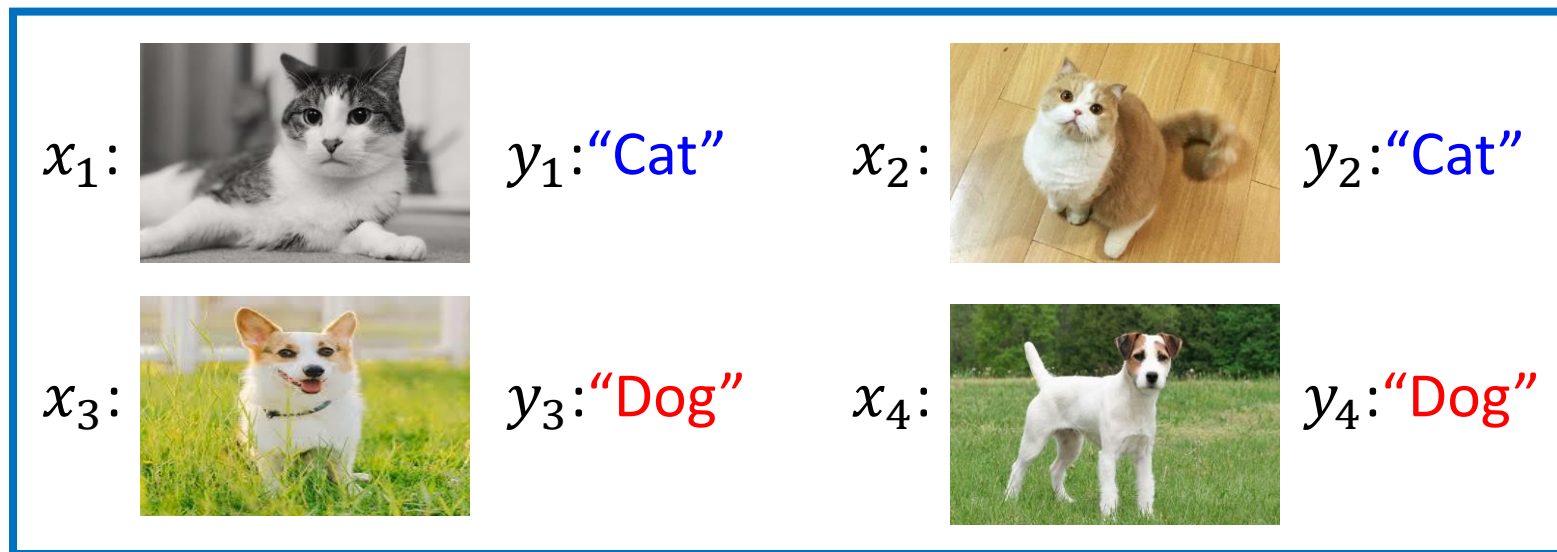 x₁: y₁:“Cat” x₂: y₂:“Cat”
x₃: y₃:“Dog” x₄: y₄:“Dog”